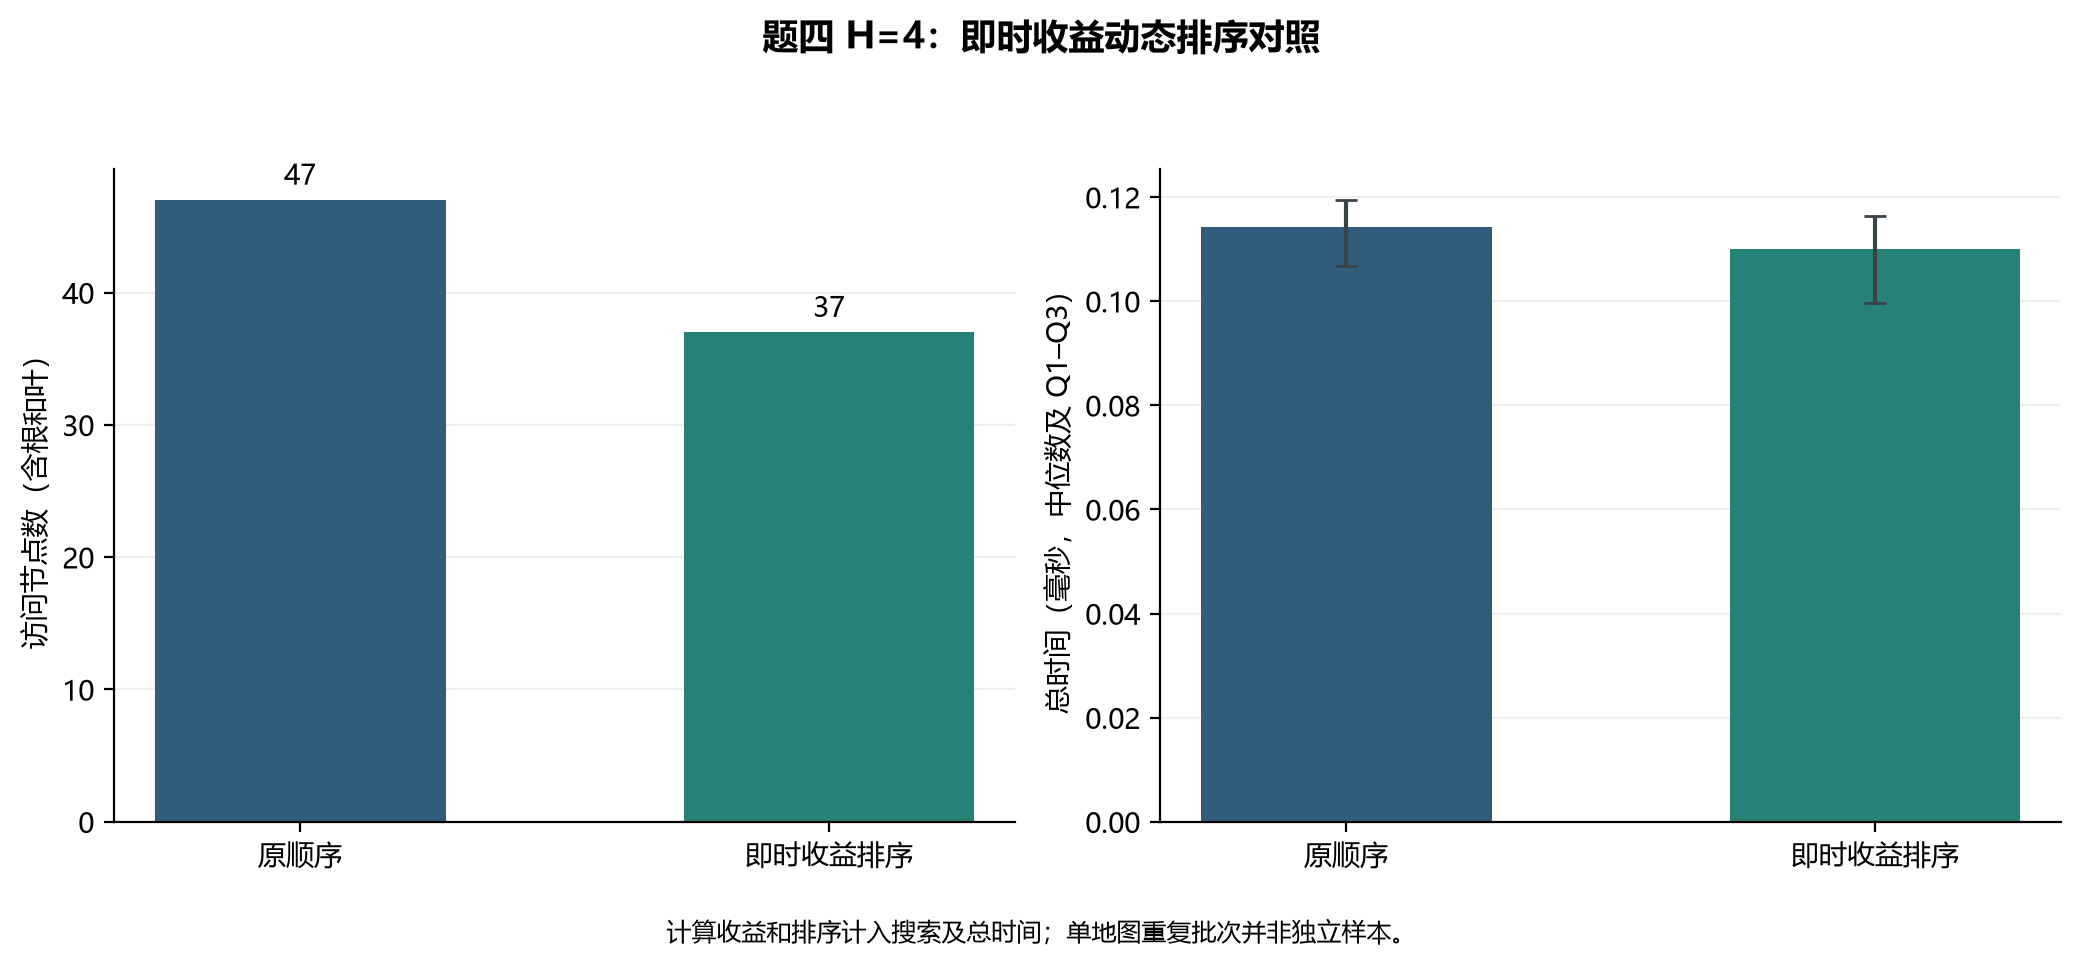 题四 H=4：即时收益动态排序对照
访问节点数（含根和叶）
40
30
20
10
0
47
37
原顺序
即时收益排序
总时间（毫秒，中位数及 Q1–Q3）
0.12
0.10
0.08
0.06
0.04
0.02
0.00
原顺序
即时收益排序
计算收益和排序计入搜索及总时间；单地图重复批次并非独立样本。